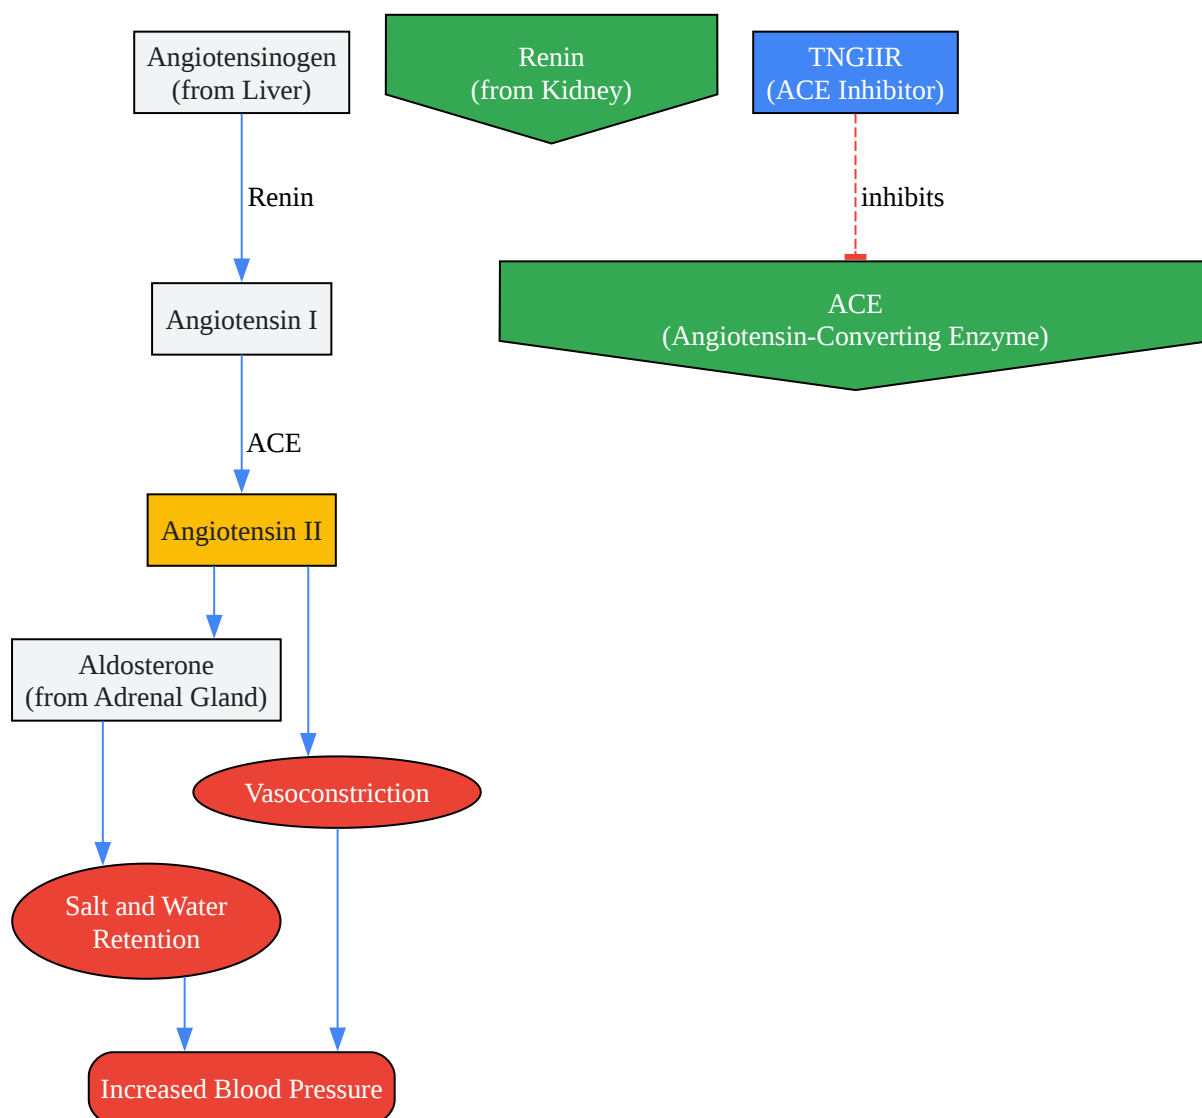 Angiotensinogen
(from Liver)
Renin
(from Kidney)
TNGIIR
(ACE Inhibitor)
Renin
inhibits
Angiotensin I
ACE
(Angiotensin-Converting Enzyme)
ACE
Angiotensin II
Aldosterone
(from Adrenal Gland)
Vasoconstriction
Salt and Water
Retention
Increased Blood Pressure